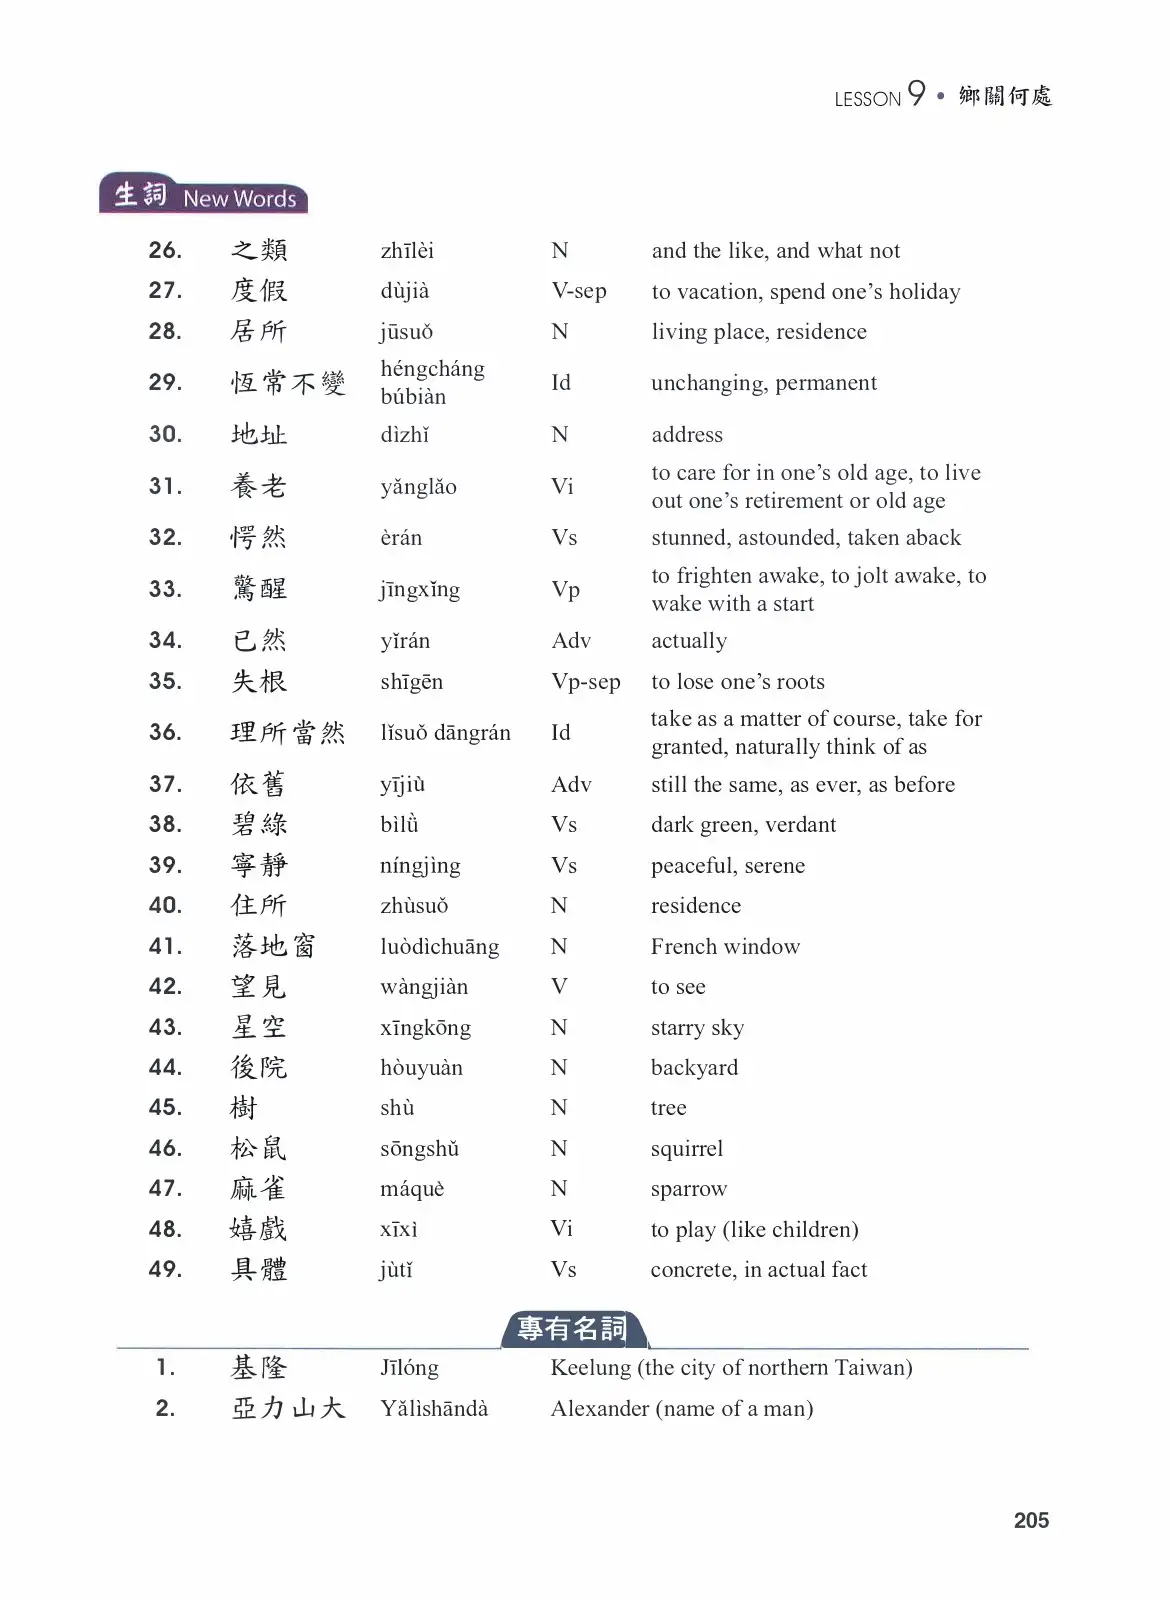 LESSON 9 • 鄉關何處
生詞 New Words
26. 之類 zhīlèi N and the like, and what not
27. 度假 dùjià V-sep to vacation, spend one’s holiday
28. 居所 jūsuǒ N living place, residence
29. 恆常不變 héngcháng búbiàn Id unchanging, permanent
30. 地址 dìzhǐ N address
31. 養老 yǎnglǎo Vi to care for in one’s old age, to live
out one’s retirement or old age
32. 愕然 èrán Vs stunned, astounded, taken aback
33. 驚醒 jīngxǐng Vp to frighten awake, to jolt awake, to
wake with a start
34. 已然 yǐrán Adv actually
35. 失根 shīgēn Vp-sep to lose one’s roots
36. 理所當然 lǐsuǒ dāngrán Id take as a matter of course, take for
granted, naturally think of as
37. 依舊 yījiù Adv still the same, as ever, as before
38. 碧綠 bìlǜ Vs dark green, verdant
39. 寧靜 níngjìng Vs peaceful, serene
40. 住所 zhùsuǒ N residence
41. 落地窗 luòdìchuāng N French window
42. 望見 wàngjiàn V to see
43. 星空 xīngkōng N starry sky
44. 後院 hòuyuàn N backyard
45. 樹 shù N tree
46. 松鼠 sōngshǔ N squirrel
47. 麻雀 máquè N sparrow
48. 嬉戲 xīxì Vi to play (like children)
49. 具體 jùtǐ Vs concrete, in actual fact
專有名詞
1. 基隆 Jīlóng Keelung (the city of northern Taiwan)
2. 亞力山大 Yǎlìshāndà Alexander (name of a man)
205